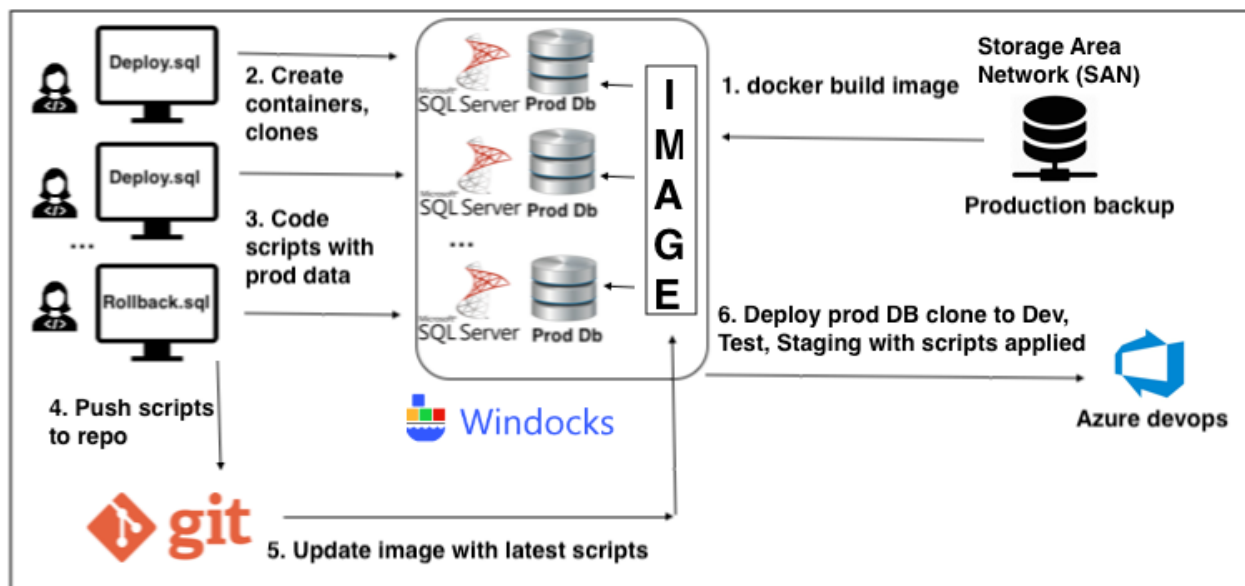 Deploy.sql
2. Create
containers,
clones
Deploy.sql
3. Code
scripts with
prod data
...
Rollback.sql
4. Push scripts
to repo
git
5. Update image with latest scripts
Microsoft
SQL Server
Prod Db
Microsoft
SQL Server
Prod Db
...
Microsoft
SQL Server
Prod Db
I
M
A
G
E
Windocks
1. docker build image
Storage Area
Network (SAN)
Production backup
6. Deploy prod DB clone to Dev,
Test, Staging with scripts applied
Azure devops